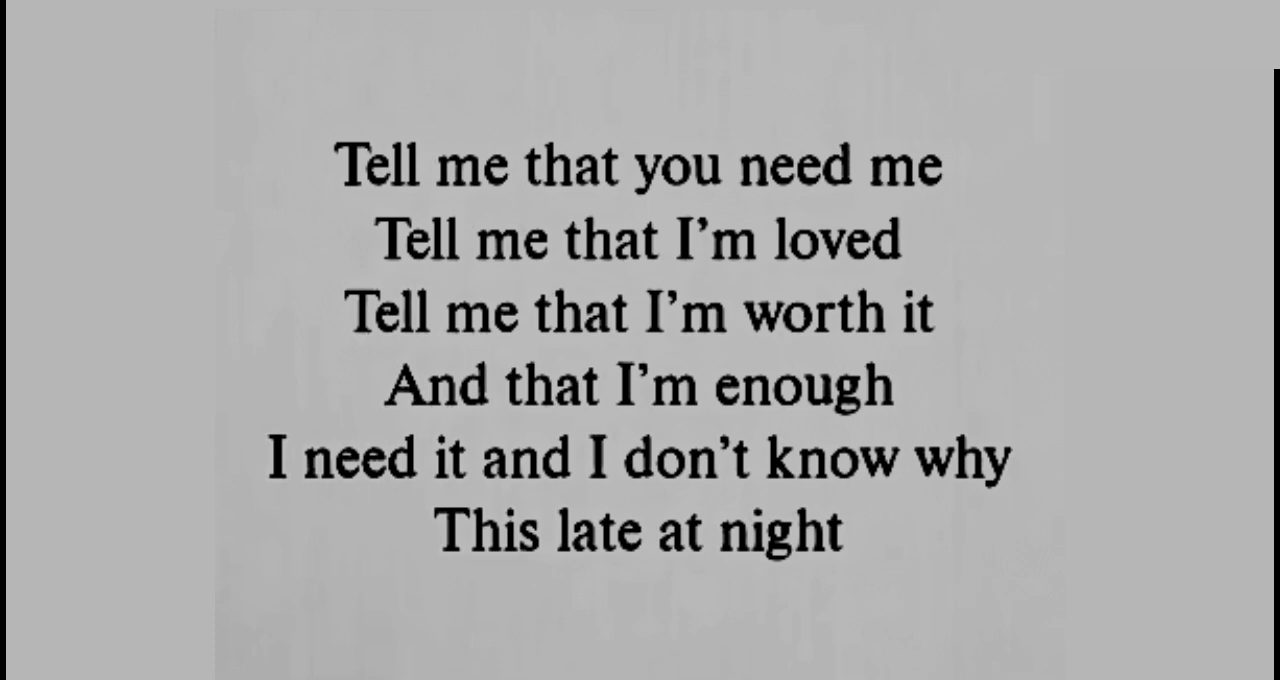 Tell me that you need me
Tell me that I’m loved
Tell me that I’m worth it
And that I’m enough
I need it and I don’t know why
This late at night